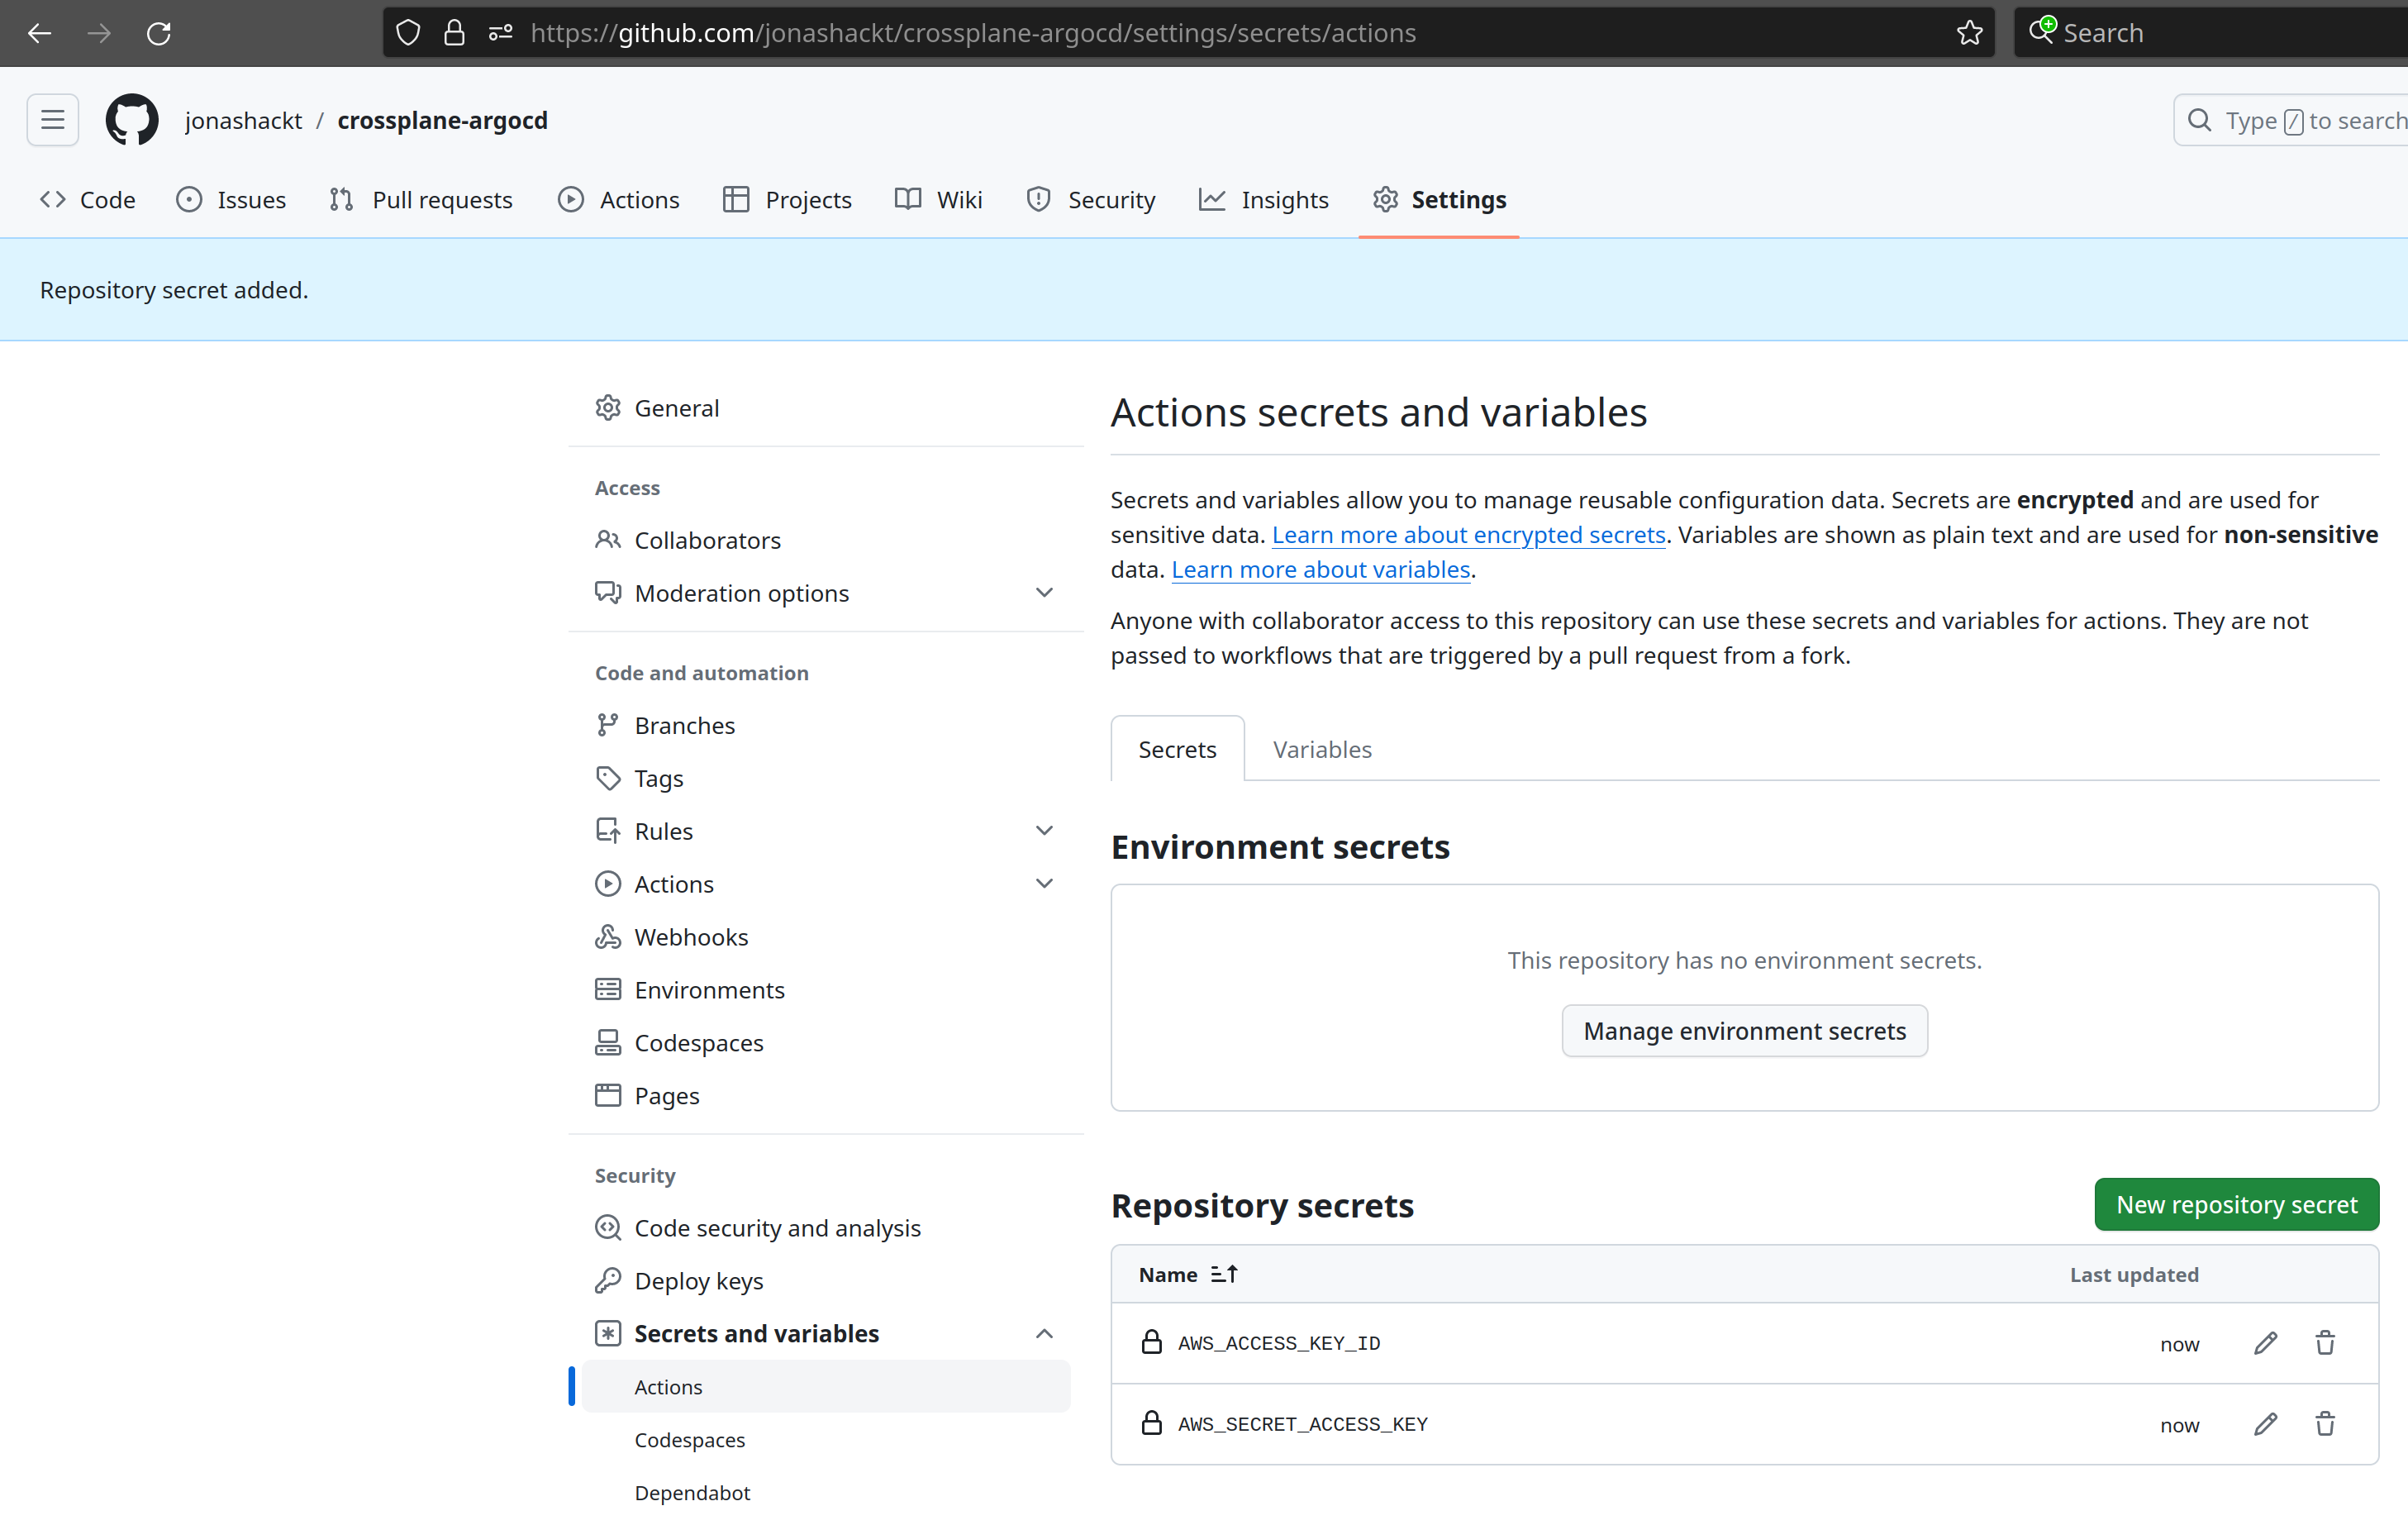 https://github.com/jonashackt/crossplane-argocd/settings/secrets/actions
Search
jonashackt / crossplane-argocd
Type / to search
Code
Issues
Pull requests
Actions
Projects
Wiki
Security
Insights
Settings
Repository secret added.
General
Access
Collaborators
Moderation options
Code and automation
Branches
Tags
Rules
Actions
Webhooks
Environments
Codespaces
Pages
Security
Code security and analysis
Deploy keys
Secrets and variables
Actions
Codespaces
Dependabot
Actions secrets and variables
Secrets and variables allow you to manage reusable configuration data. Secrets are encrypted and are used for
sensitive data. Learn more about encrypted secrets. Variables are shown as plain text and are used for non-sensitive
data. Learn more about variables.
Anyone with collaborator access to this repository can use these secrets and variables for actions. They are not
passed to workflows that are triggered by a pull request from a fork.
Secrets
Variables
Environment secrets
This repository has no environment secrets.
Manage environment secrets
Repository secrets
New repository secret
Name
Last updated
AWS_ACCESS_KEY_ID
now
AWS_SECRET_ACCESS_KEY
now